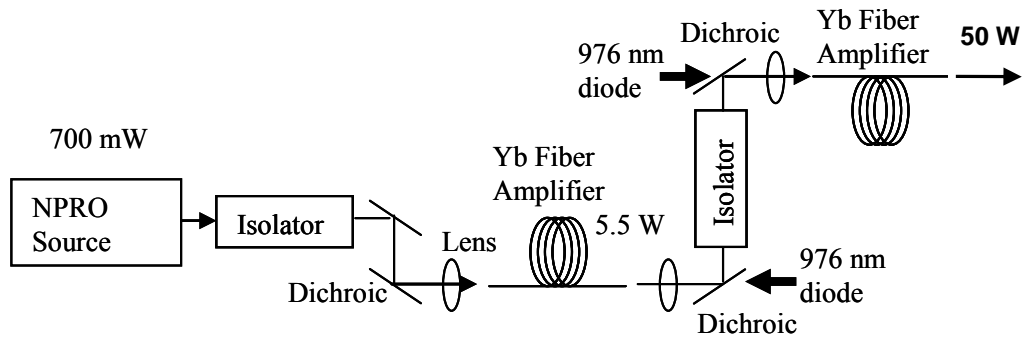 700 mW
NPRO
Source
Isolator
Dichroic
Lens
Yb Fiber
Amplifier
5.5 W
976 nm
diode
Dichroic
Isolator
976 nm
diode
Dichroic
Yb Fiber
Amplifier
50 W